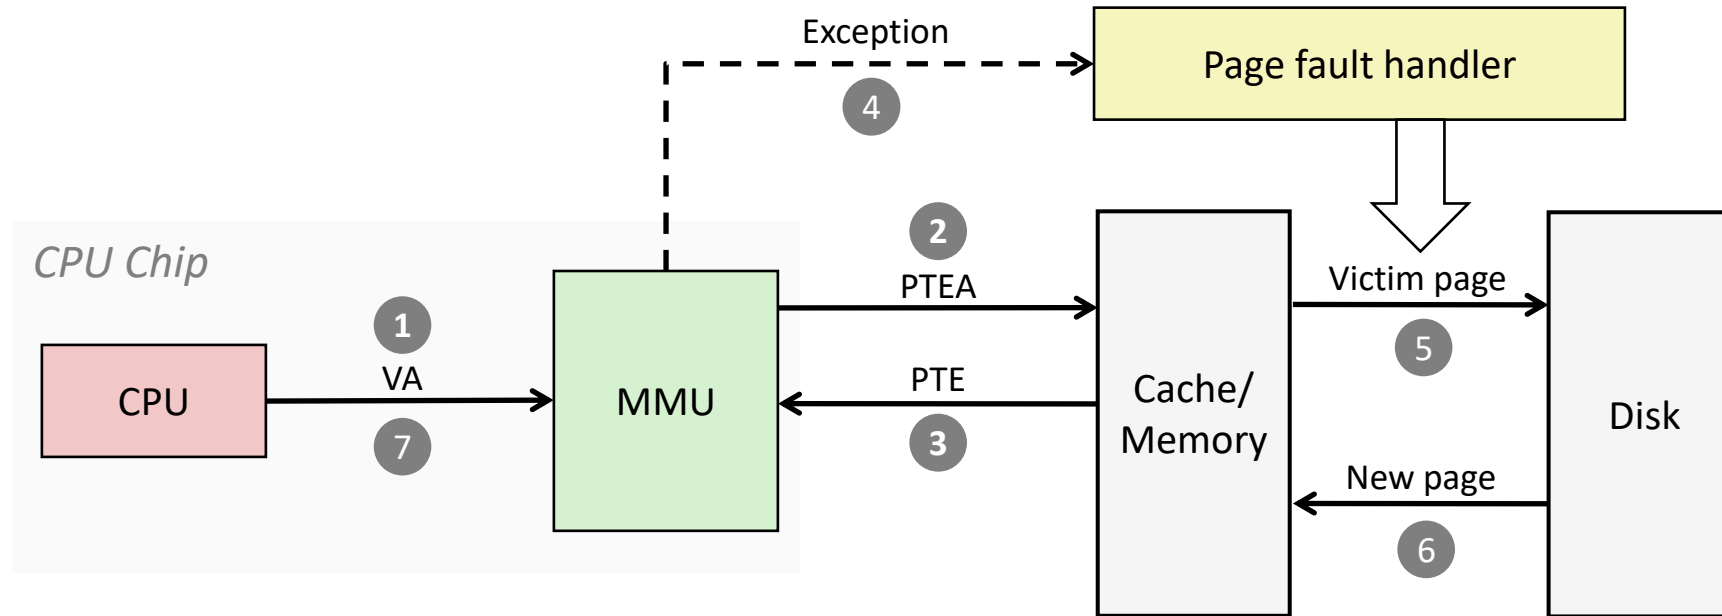 Exception
Page fault handler
4
CPU Chip
2
PTEA
Victim page
1
VA
5
CPU
MMU
PTE
Cache/
Memory
Disk
7
3
New page
6